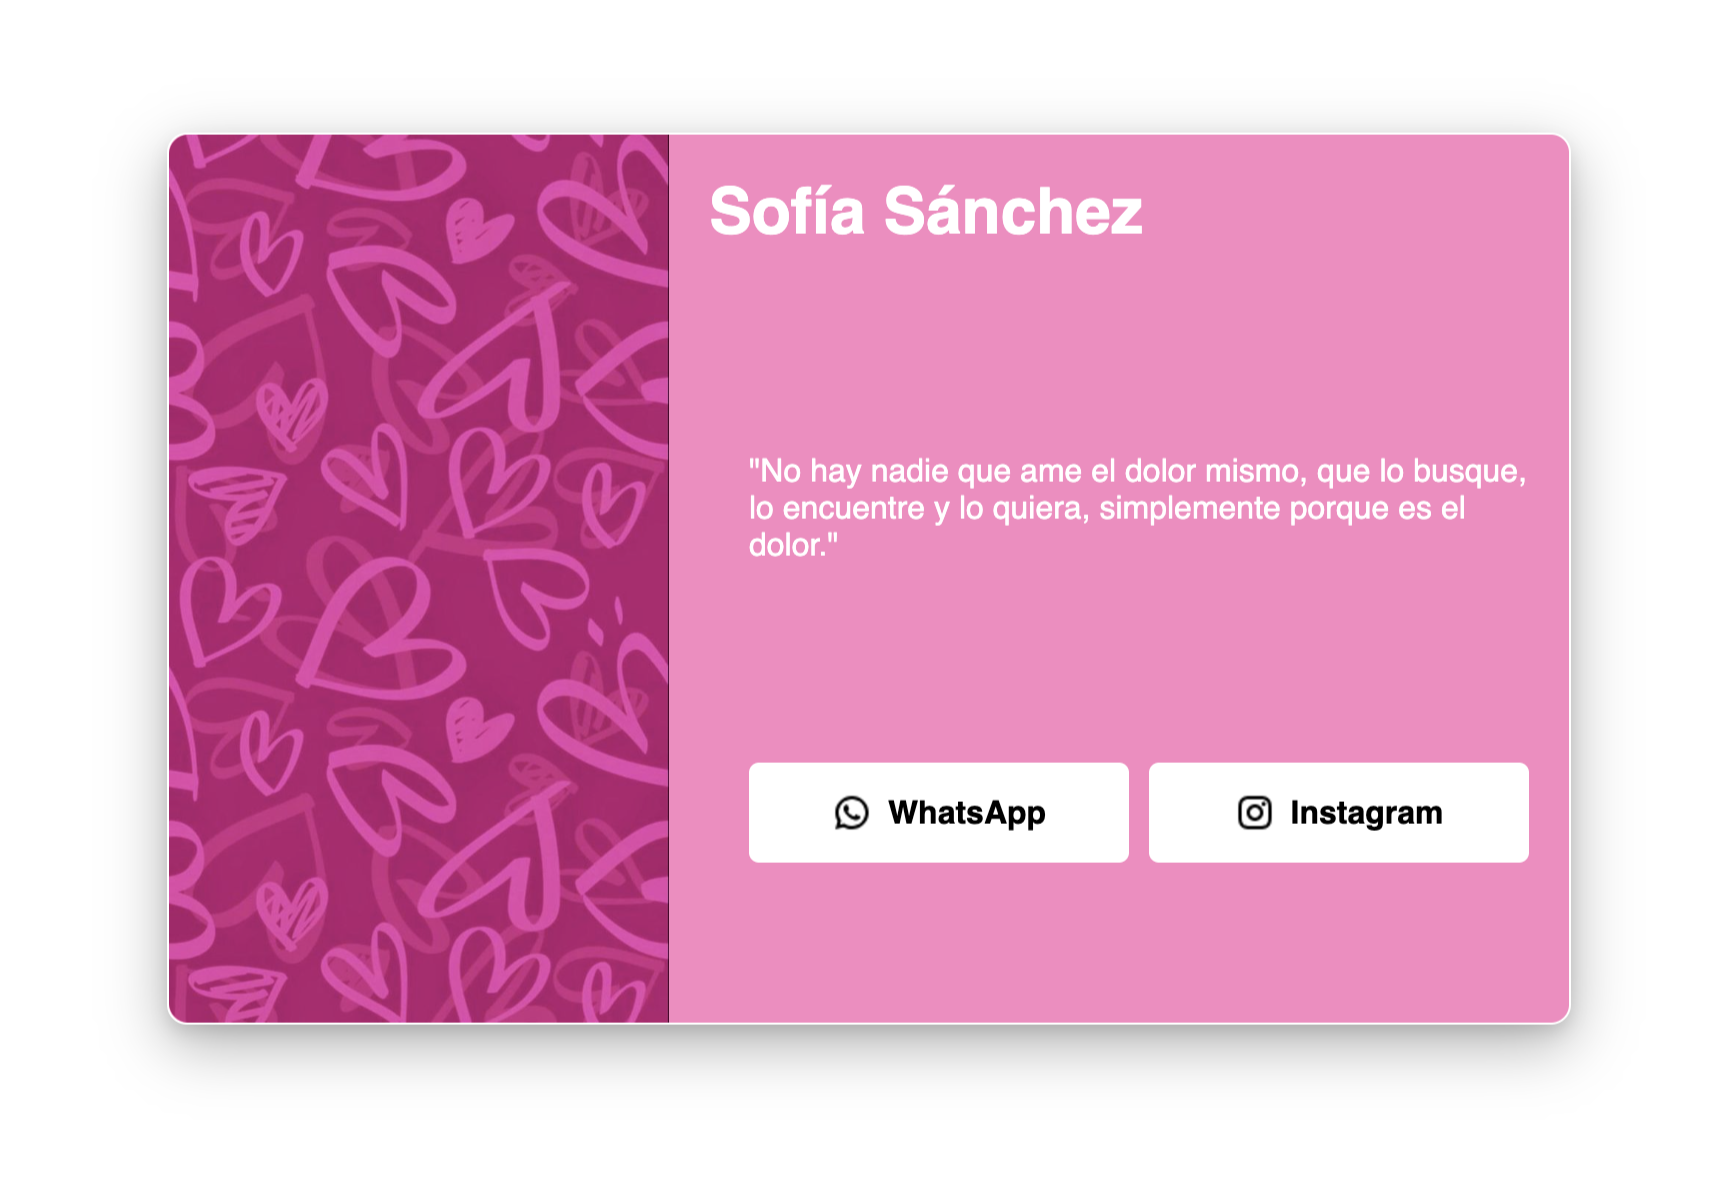 Sofía Sánchez
"No hay nadie que ame el dolor mismo, que lo busque,
lo encuentre y lo quiera, simplemente porque es el
dolor."
WhatsApp
Instagram